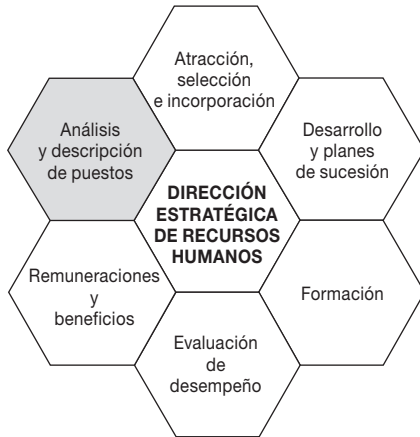 Atracción,
selección
e incorporación
Análisis
y descripción
de puestos
Desarrollo
y planes
de sucesión
DIRECCIÓN
ESTRATÉGICA
DE RECURSOS
HUMANOS
Remuneraciones
y
beneficios
Formación
Evaluación
de
desempeño